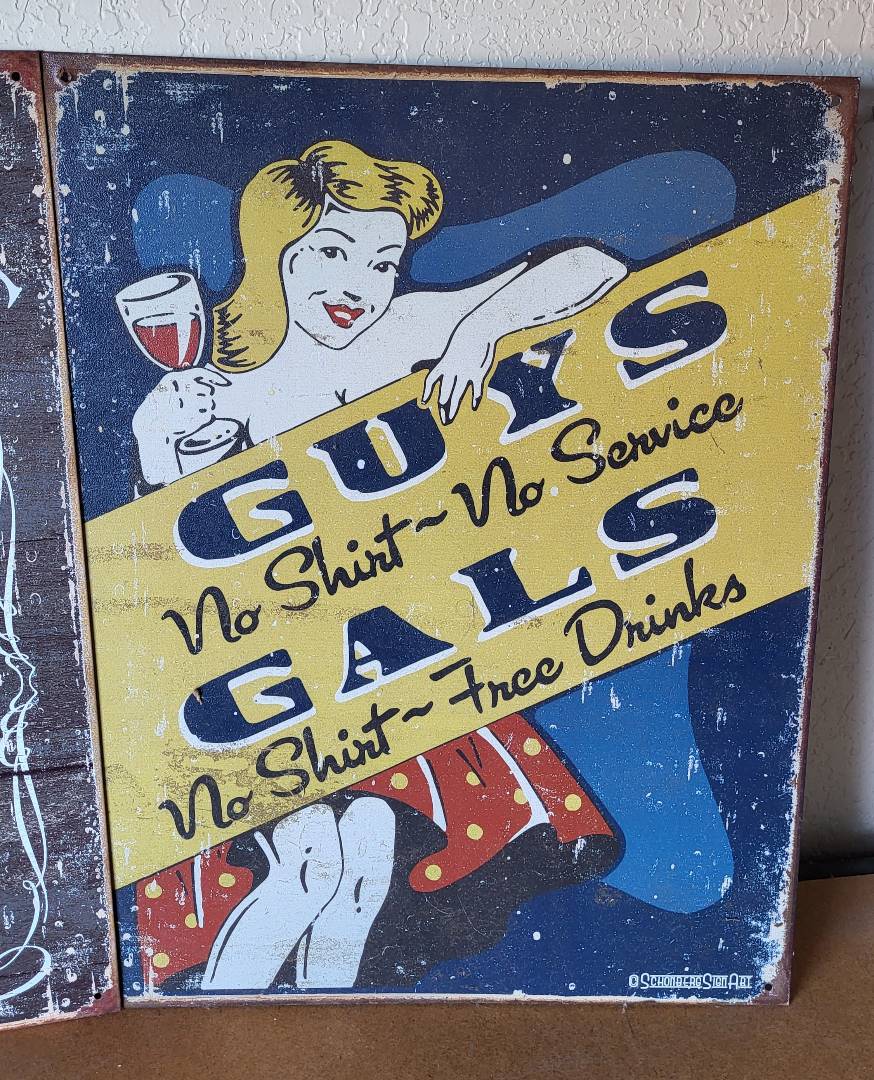 GUYS
No Shirt~No Service
GALS
No Shirt~Free Drinks
© SCHONBERG SIGN ART